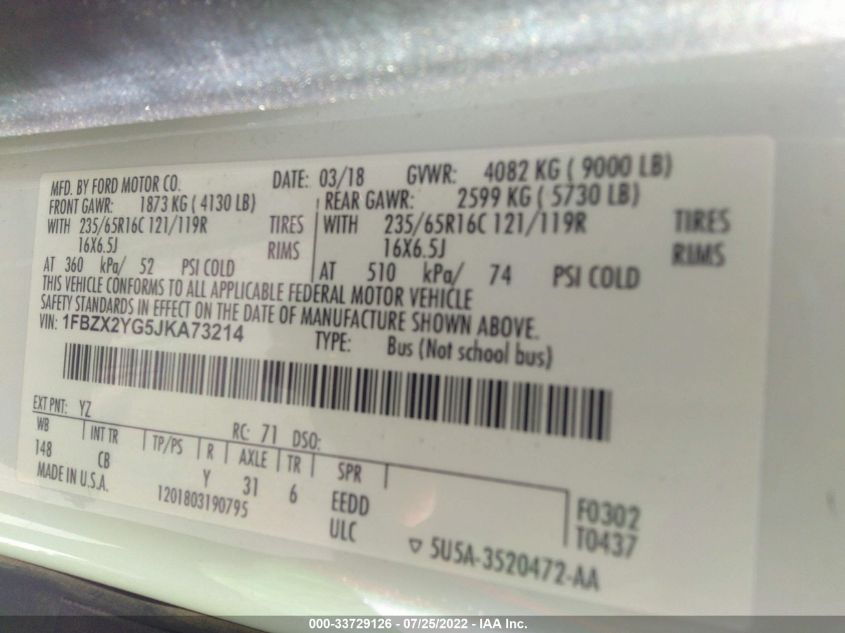 MFD. BY FORD MOTOR CO. DATE: 03/18 GVWR: 4082 KG ( 9000 LB)
FRONT GAWR: 1873 KG ( 4130 LB) REAR GAWR: 2599 KG ( 5730 LB)
WITH 235/65R16C 121/119R TIRES WITH 235/65R16C 121/119R TIRES
16X6.5J RIMS 16X6.5J RIMS
AT 360 kPa/ 52 PSI COLD AT 510 kPa/ 74 PSI COLD
THIS VEHICLE CONFORMS TO ALL APPLICABLE FEDERAL MOTOR VEHICLE
SAFETY STANDARDS IN EFFECT ON THE DATE OF MANUFACTURE SHOWN ABOVE.
VIN: 1FBZX2YG5JKA73214 TYPE: Bus (Not school bus)
EXT PNT: YZ RC: 71 DSO:
WB INT TR TP/PS R AXLE TR SPR
148 CB Y 31 6 EEDD F0302
MADE IN U.S.A. 1201803190795 ULC T0437
5U5A-3520472-AA
000-33729126 - 07/25/2022 - IAA Inc.